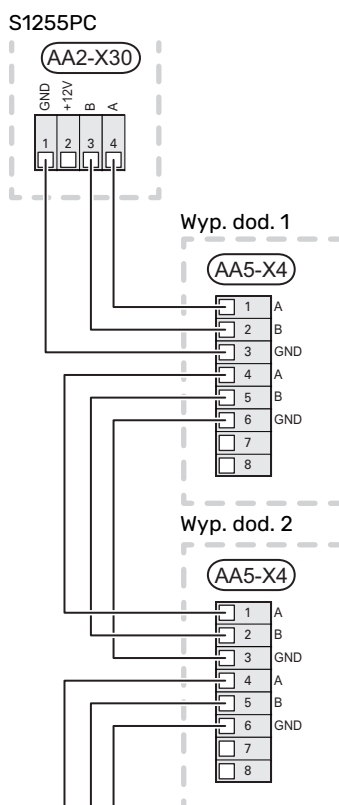 S1255PC
AA2-X30
GND
+12V
B
A
1 2 3 4
Wyp. dod. 1
AA5-X4
1 A
2 B
3 GND
4 A
5 B
6 GND
7
8
Wyp. dod. 2
AA5-X4
1 A
2 B
3 GND
4 A
5 B
6 GND
7
8